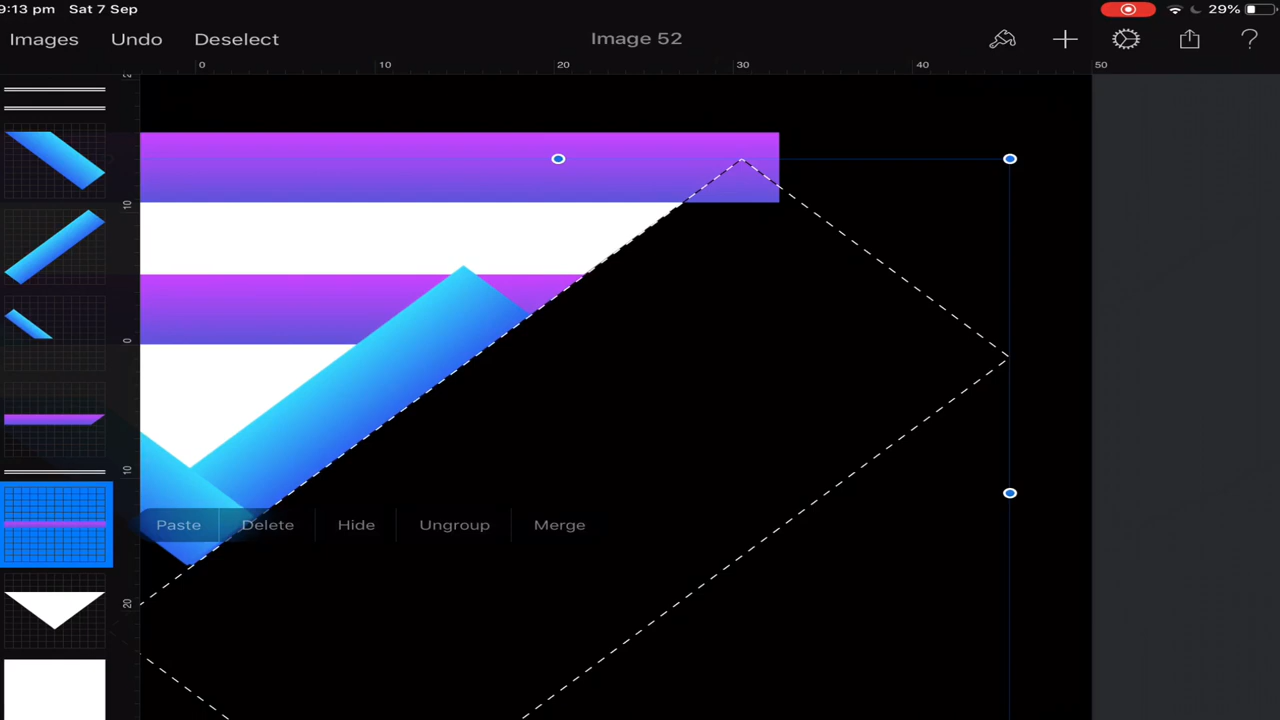 9:13 pm Sat 7 Sep 29%
Images Undo Deselect Image 52 ?
0 10 20 30 40 50
10
0
10
20
Paste Delete Hide Ungroup Merge